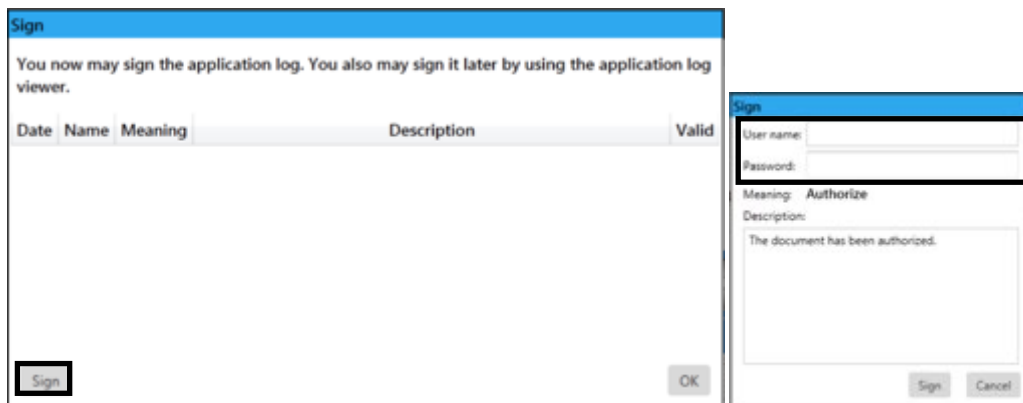 Sign
You now may sign the application log. You also may sign it later by using the application log
viewer.
Date Name Meaning Description Valid
Sign OK
Sign
User name:
Password:
Meaning: Authorize
Description:
The document has been authorized.
Sign Cancel